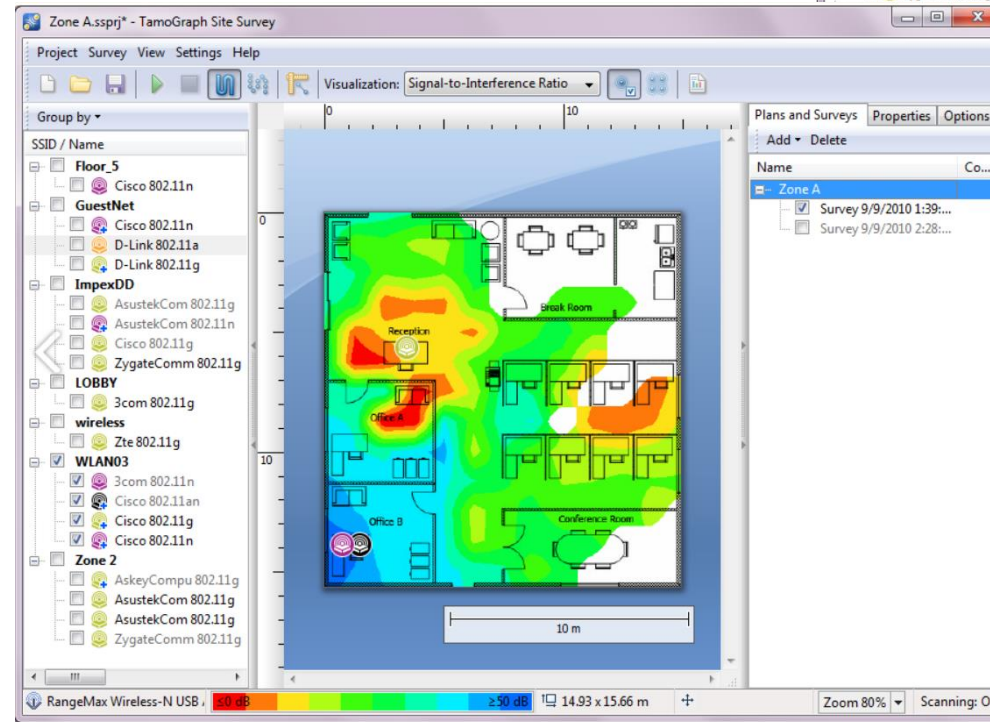 Zone A.ssprj* - TamoGraph Site Survey
Project Survey View Settings Help
Visualization: Signal-to-Interference Ratio
Group by
SSID / Name
Floor_5
Cisco 802.11n
GuestNet
Cisco 802.11n
D-Link 802.11a
D-Link 802.11g
ImpexDD
AsustekCom 802.11g
AsustekCom 802.11n
Cisco 802.11g
ZygateComm 802.11g
LOBBY
3com 802.11g
wireless
Zte 802.11g
WLAN03
3com 802.11n
Cisco 802.11an
Cisco 802.11g
Cisco 802.11n
Zone 2
AskeyCompu 802.11g
AsustekCom 802.11g
AsustekCom 802.11g
ZygateComm 802.11g
0 10
0
10
Break Room
Reception
Office A
Office B
Conference Room
10 m
Plans and Surveys Properties Options
Add Delete
Name Co...
Zone A
Survey 9/9/2010 1:39:...
Survey 9/9/2010 2:28:...
RangeMax Wireless-N USB ≤0 dB ≥50 dB 14.93 x 15.66 m Zoom 80% Scanning: O